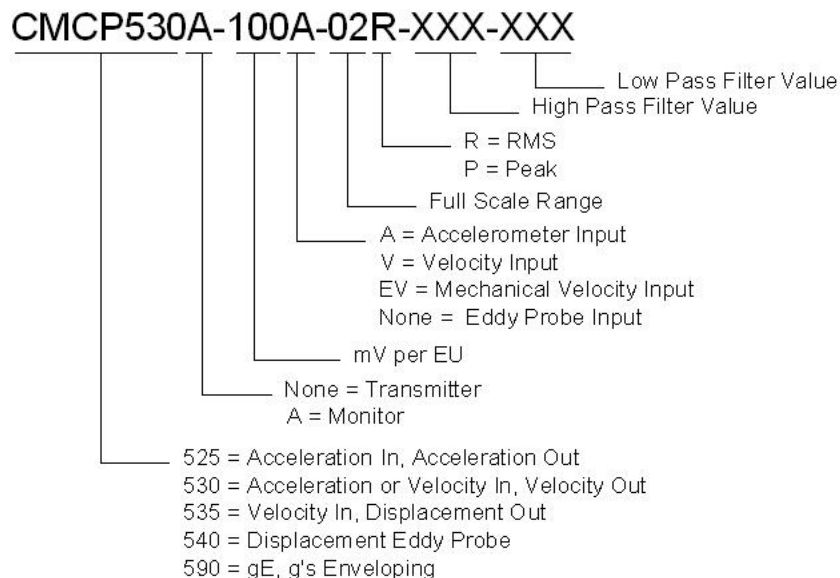 CMCP530A-100A-02R-XXX-XXX
Low Pass Filter Value
High Pass Filter Value
R = RMS
P = Peak
Full Scale Range
A = Accelerometer Input
V = Velocity Input
EV = Mechanical Velocity Input
None = Eddy Probe Input
mV per EU
None = Transmitter
A = Monitor
525 = Acceleration In, Acceleration Out
530 = Acceleration or Velocity In, Velocity Out
535 = Velocity In, Displacement Out
540 = Displacement Eddy Probe
590 = gE, g's Enveloping